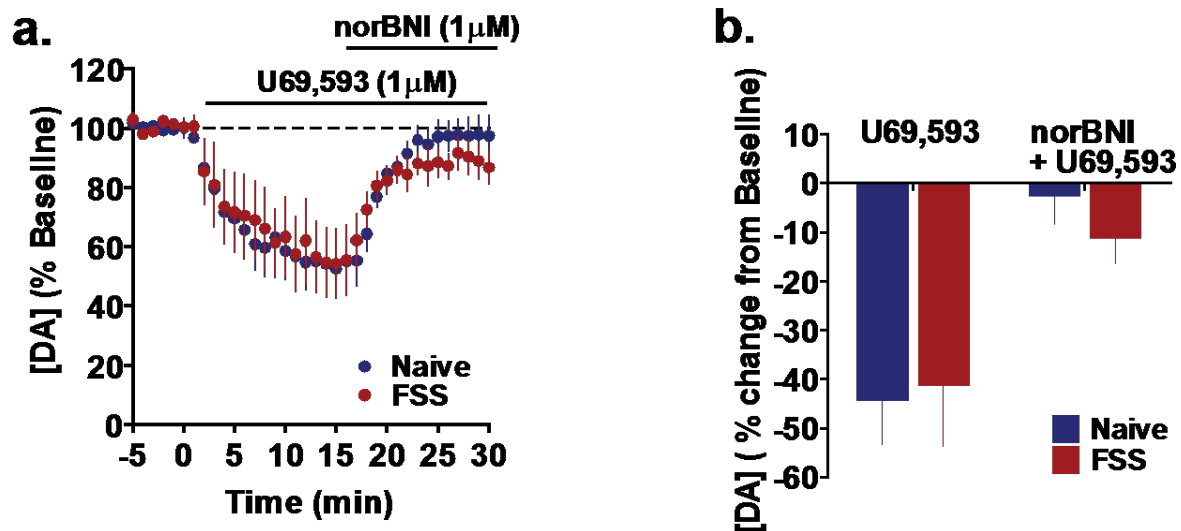 a.
norBNI (1μM)
U69,593 (1μM)
[DA] (% Baseline)
120
100
80
60
40
20
0
-5 0 5 10 15 20 25 30
Time (min)
Naive
FSS
b.
[DA] ( % change from Baseline)
10
0
-10
-20
-30
-40
-50
-60
U69,593
norBNI
+ U69,593
Naive
FSS